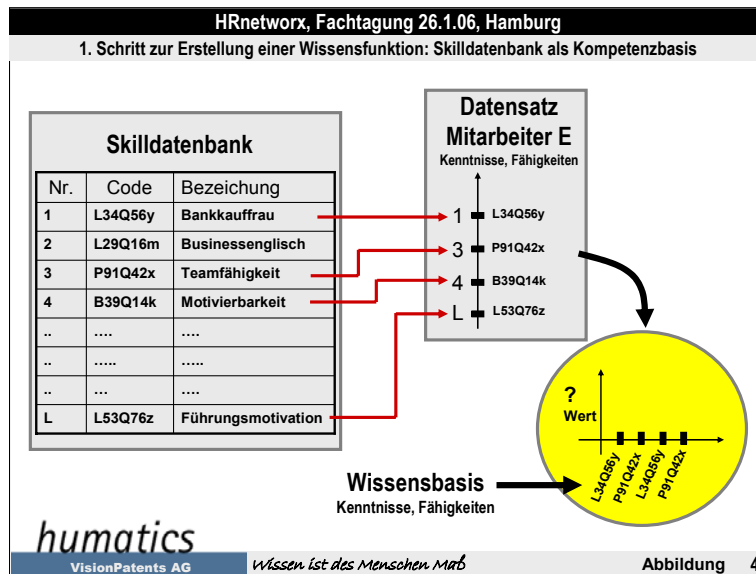 HRnetworx, Fachtagung 26.1.06, Hamburg
1. Schritt zur Erstellung einer Wissensfunktion: Skilldatenbank als Kompetenzbasis
Skilldatenbank
Nr. Code Bezeichung
1 L34Q56y Bankkauffrau
2 L29Q16m Businessenglisch
3 P91Q42x Teamfähigkeit
4 B39Q14k Motivierbarkeit
.. .... ....
.. ..... .....
.. ... ....
L L53Q76z Führungsmotivation
Datensatz
Mitarbeiter E
Kenntnisse, Fähigkeiten
1 L34Q56y
3 P91Q42x
4 B39Q14k
L L53Q76z
?
Wert
L34Q56y
P91Q42x
L34Q56y
P91Q42x
Wissensbasis
Kenntnisse, Fähigkeiten
humatics
VisionPatents AG
Wissen ist des Menschen Maß
Abbildung